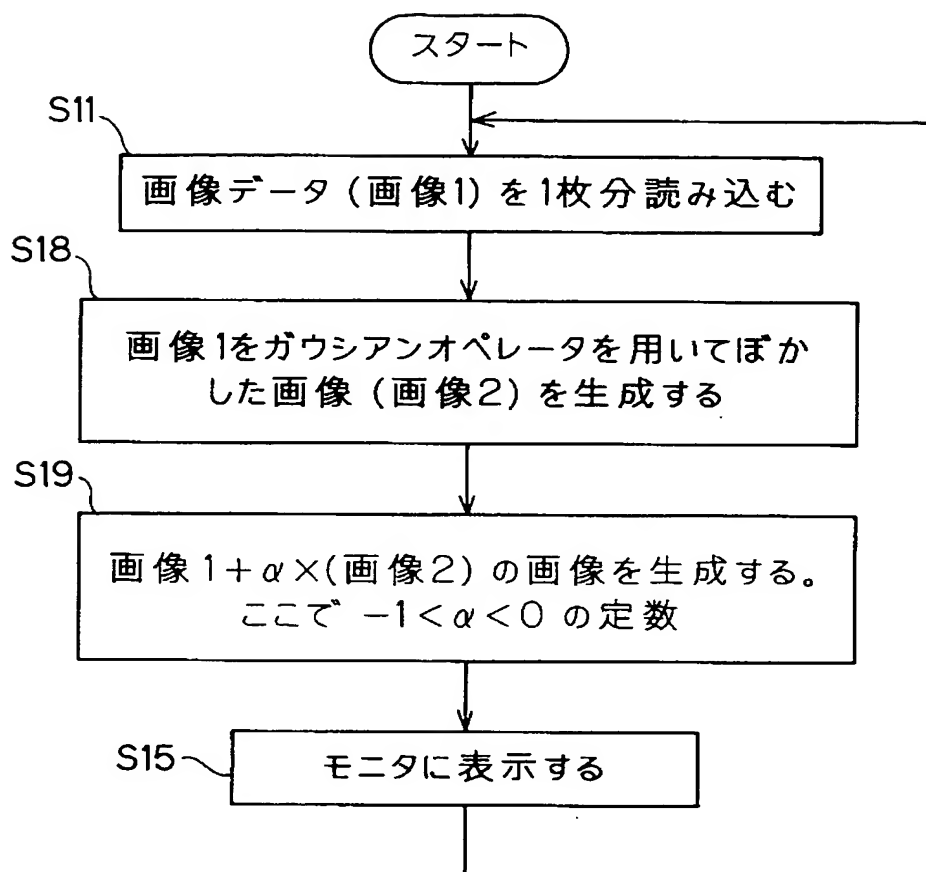 スタート
S11
画像データ(画像1)を1枚分読み込む
S18
画像1をガウシアンオペレータを用いてぼか
した画像(画像2)を生成する
S19
画像1+α×(画像2)の画像を生成する。
ここで -1<α<0 の定数
S15
モニタに表示する